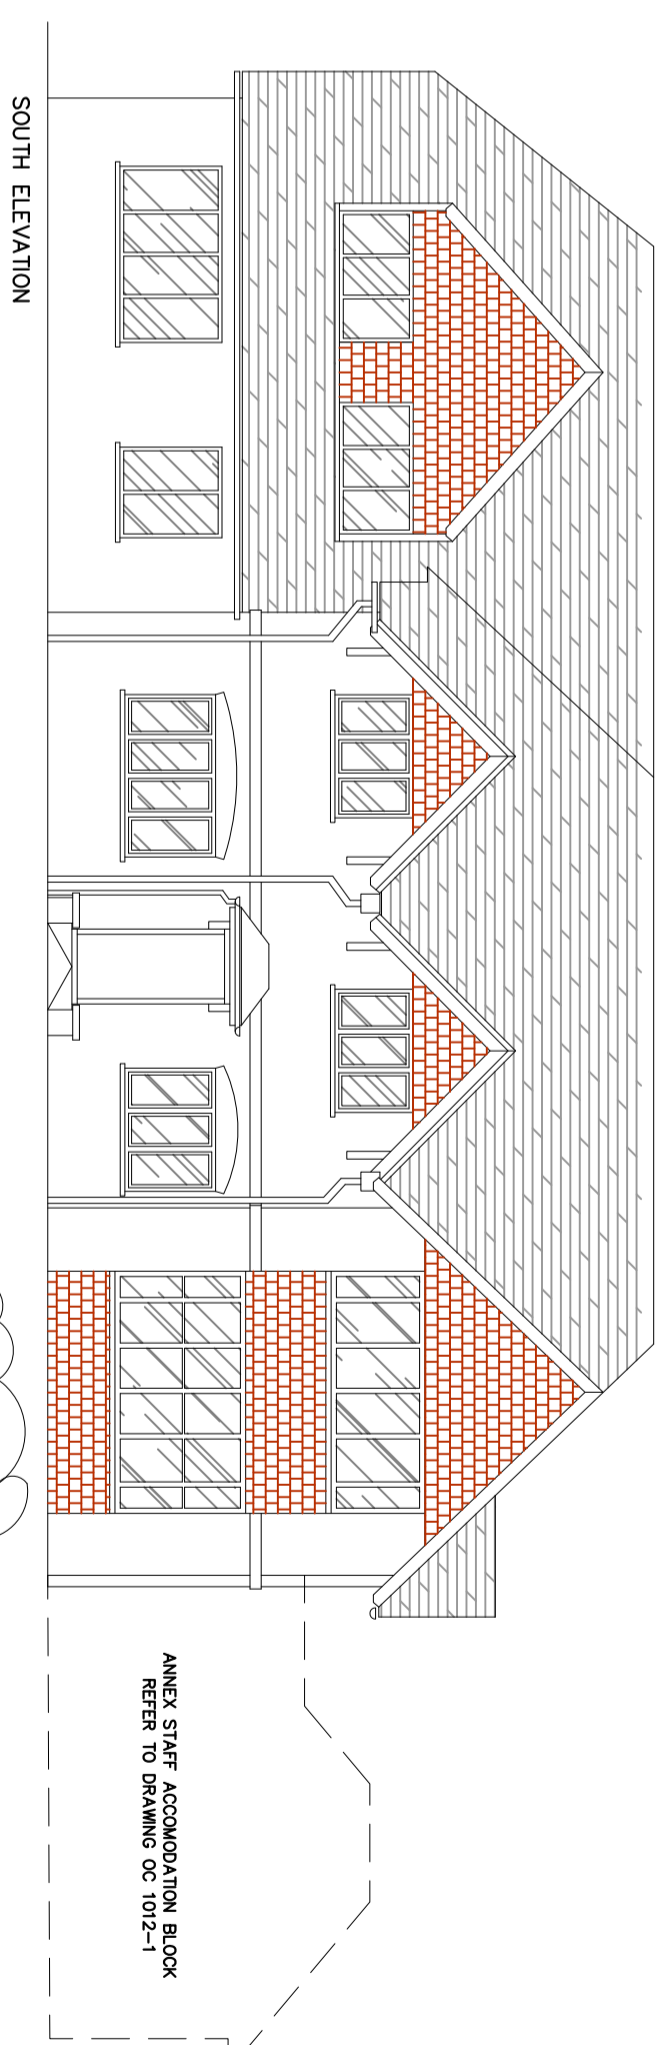 SOUTH ELEVATION
ANNEX STAFF ACCOMODATION BLOCK
REFER TO DRAWING OC 1012-1